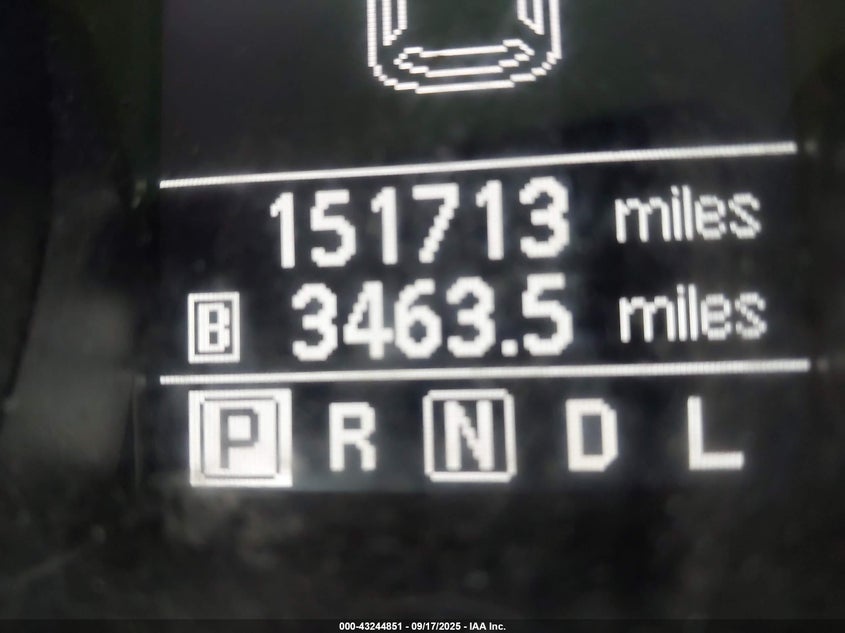 151713 miles
B 3463.5 miles
P R N D L
000-43244851 - 09/17/2025 - IAA Inc.